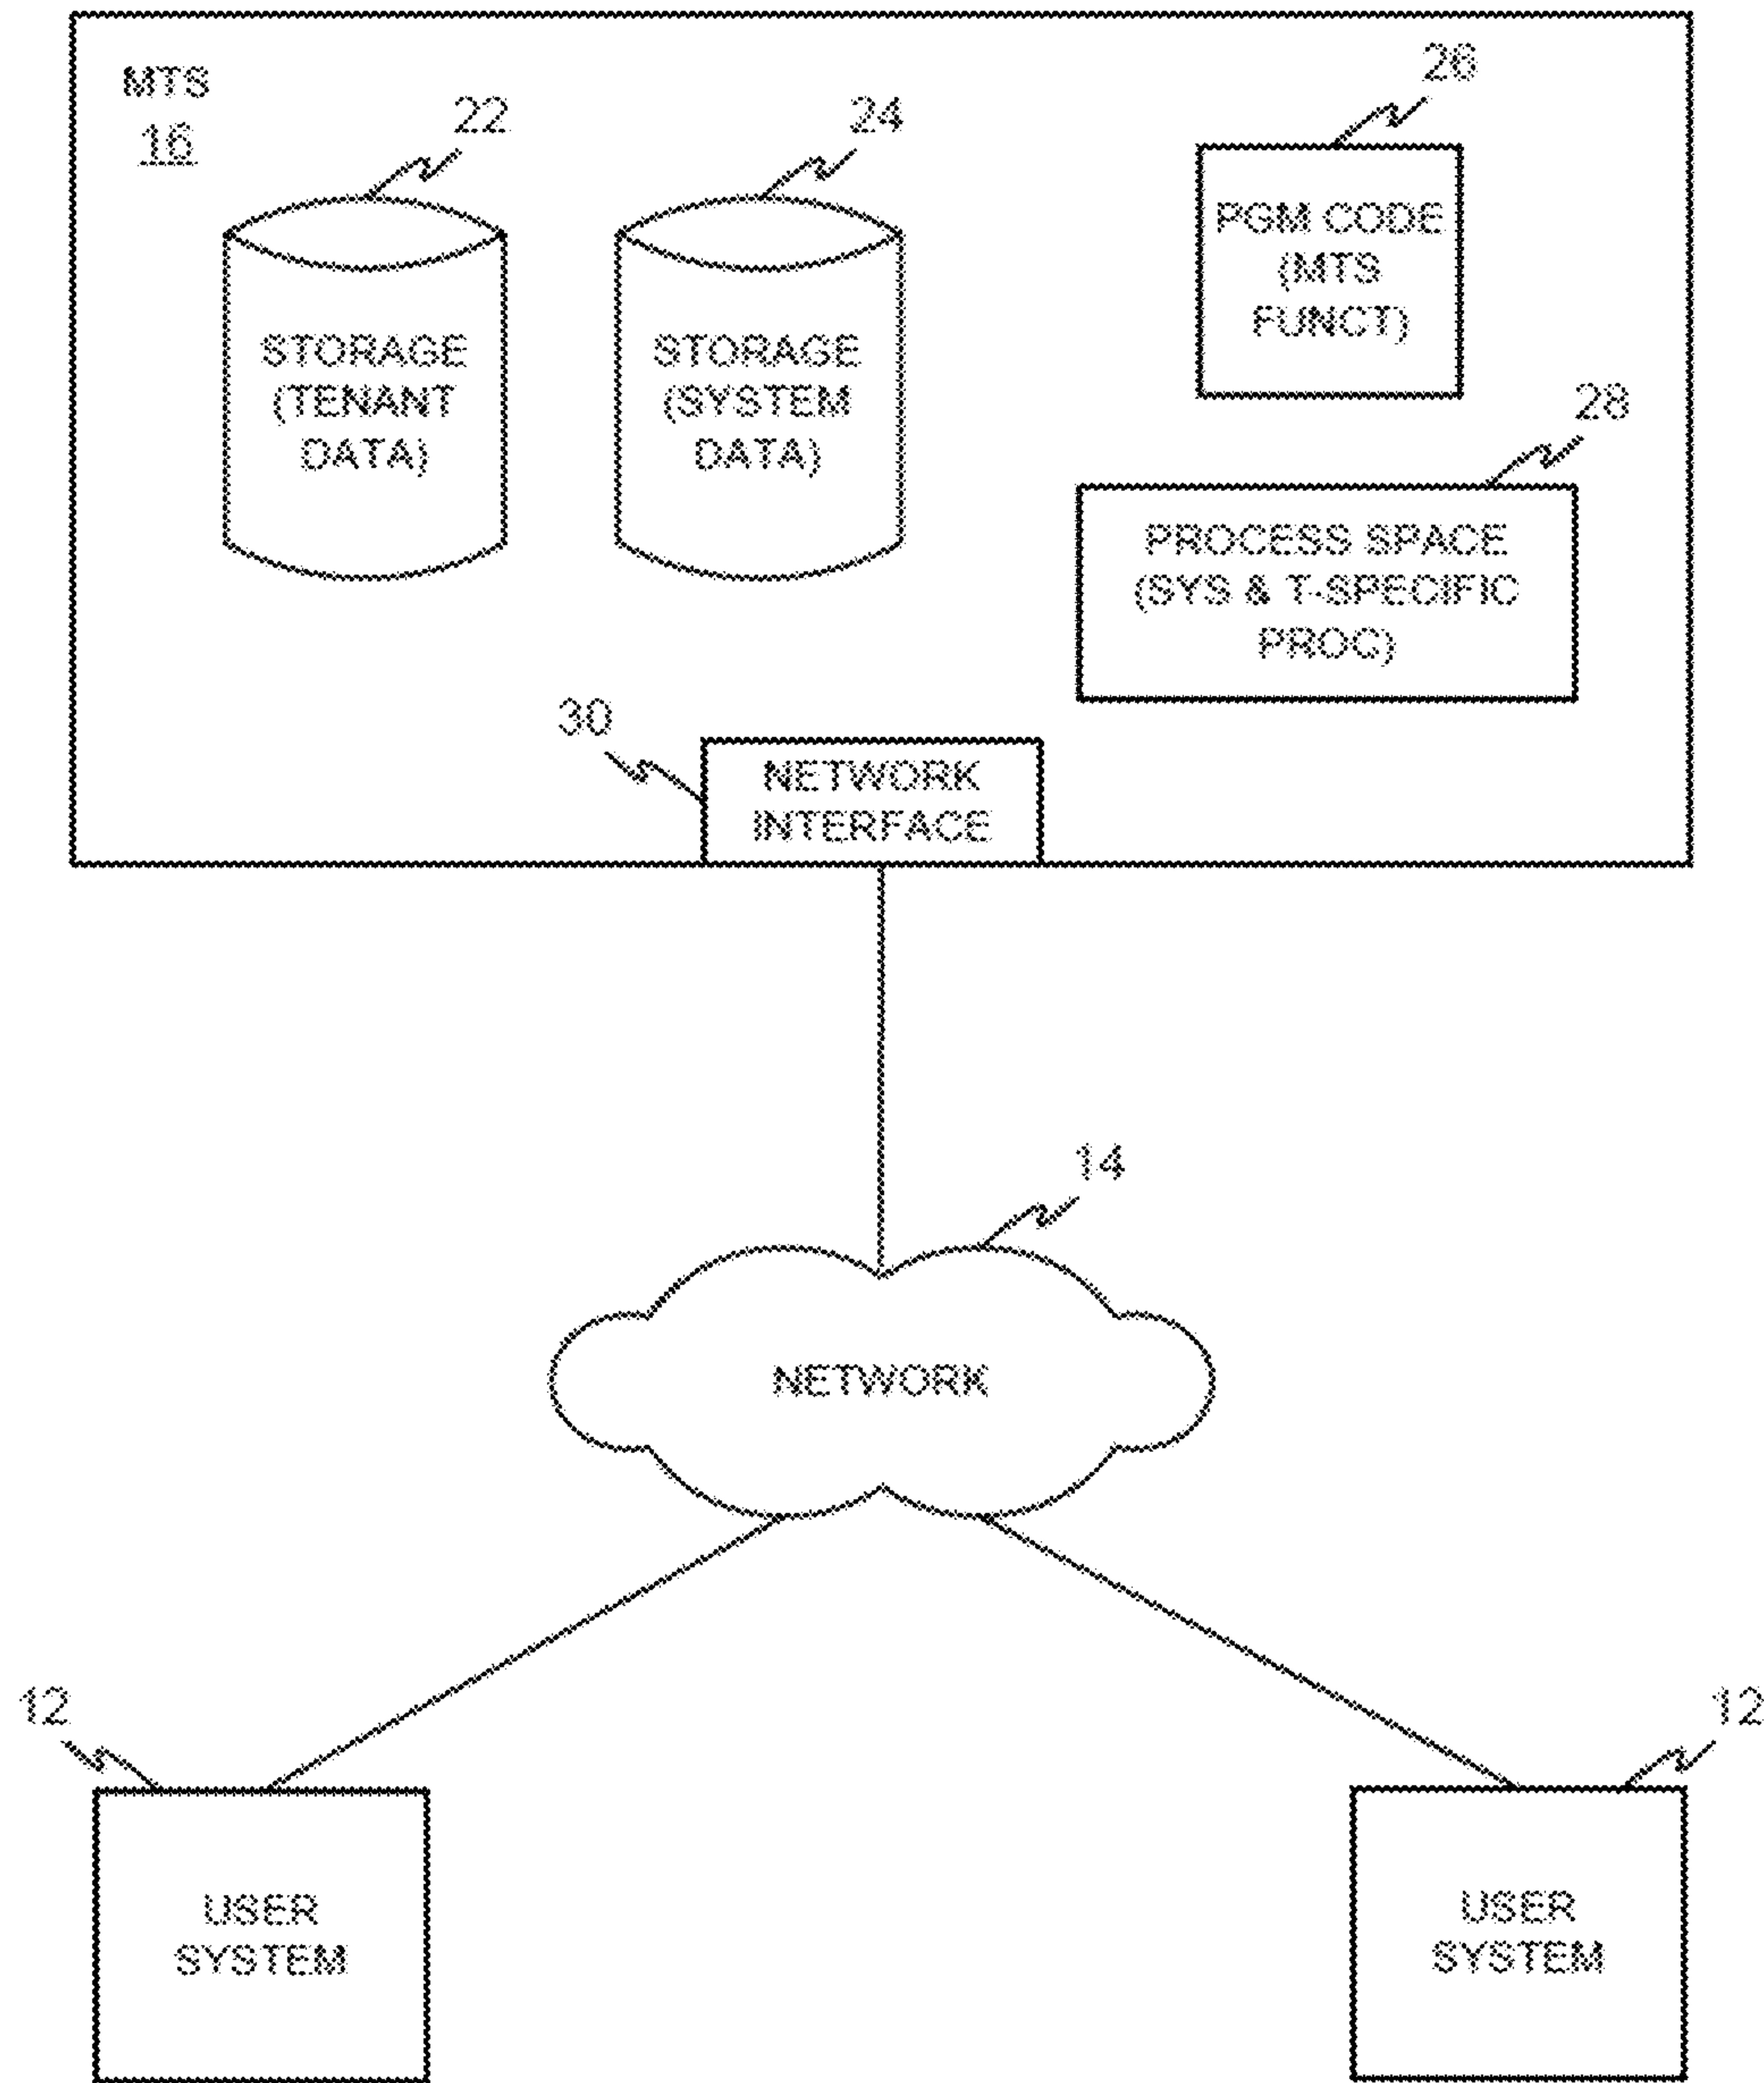 MTS
16
22
24
26
STORAGE
(TENANT
DATA)
STORAGE
(SYSTEM
DATA)
PGM CODE
(MTS
FUNCT)
28
PROCESS SPACE
(SYS & T-SPECIFIC
PROG)
30
NETWORK
INTERFACE
14
NETWORK
12
USER
SYSTEM
12
USER
SYSTEM